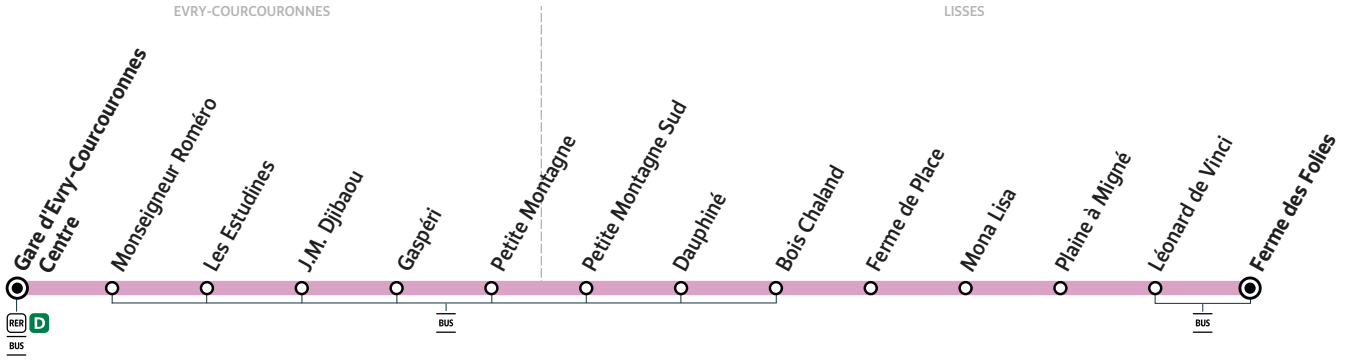 EVRY-COURCOURONNES
LISSES
Gare d'Evry-Courcouronnes
Centre
Monseigneur Roméro
Les Estudines
J.M. Djibaou
Gaspéri
Petite Montagne
Petite Montagne Sud
Dauphiné
Bois Chaland
Ferme de Place
Mona Lisa
Plaine à Migné
Léonard de Vinci
Ferme des Folies
RER D
BUS
BUS
BUS